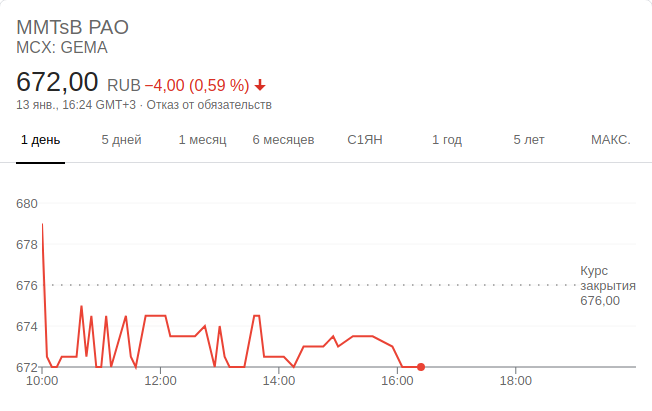 MMTsB PAO
MCX: GEMA
672,00 RUB −4,00 (0,59 %)
13 янв., 16:24 GMT+3 · Отказ от обязательств
1 день 5 дней 1 месяц 6 месяцев С1ЯН 1 год 5 лет МАКС.
680
678
676
674
672
Курс
закрытия
676,00
10:00 12:00 14:00 16:00 18:00